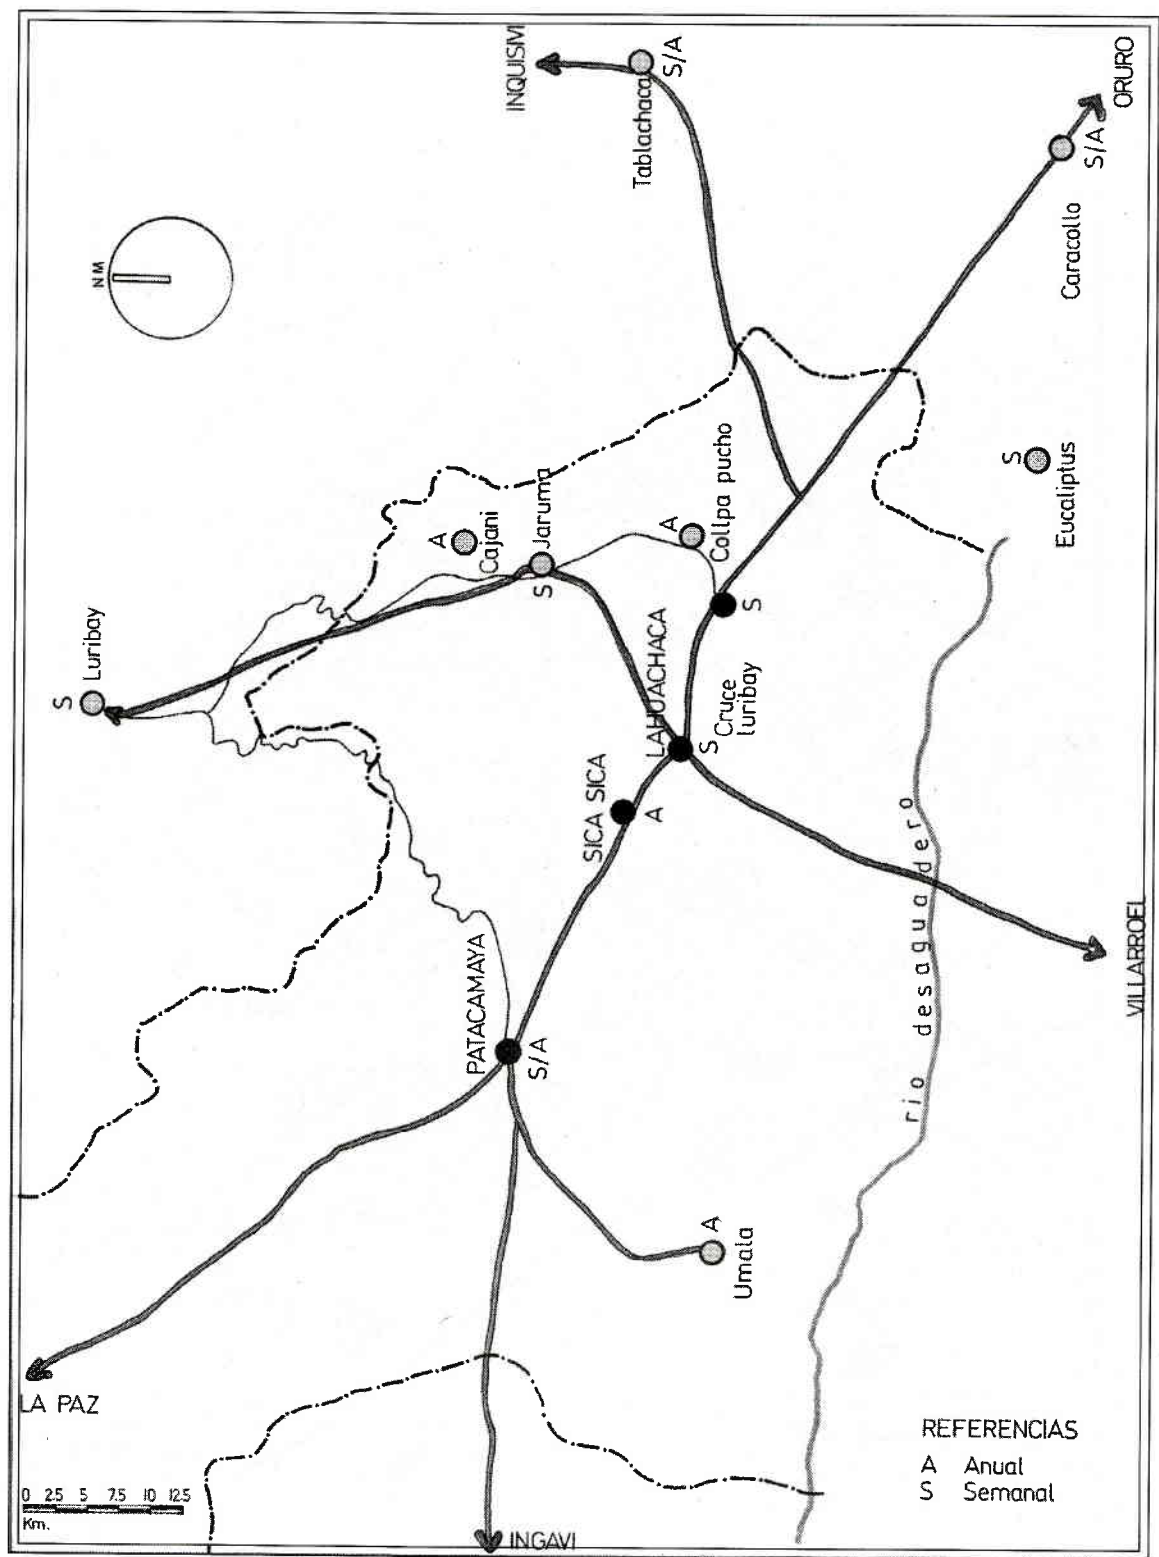 INQUISIVI
S/A
Tablachaca
ORURO
S/A
Caracollo
NM
S
Eucaliptus
A
Collpa pucho
A
Cajani
Jaruma
S
S
Luribay
S
LAHUACHACA
S
Cruce
luribay
SICA SICA
A
rio desaguadero
VILLARROEL
PATACAMAYA
S/A
A
Umala
LA PAZ
INGAVI
REFERENCIAS
A Anual
S Semanal
0 2.5 5 7.5 10 12.5
Km.